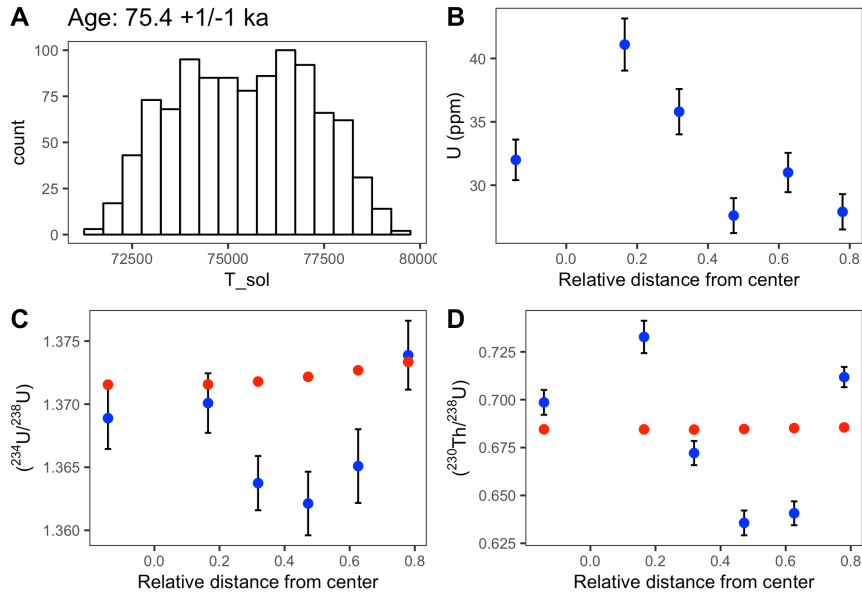 A Age: 75.4 +1/-1 ka
count
100
75
50
25
0
72500 75000 77500 80000
T_sol
B
U (ppm)
40
35
30
0.0 0.2 0.4 0.6 0.8
Relative distance from center
C
(²³⁴U/²³⁸U)
1.375
1.370
1.365
1.360
0.0 0.2 0.4 0.6 0.8
Relative distance from center
D
(²³⁰Th/²³⁸U)
0.725
0.700
0.675
0.650
0.625
0.0 0.2 0.4 0.6 0.8
Relative distance from center